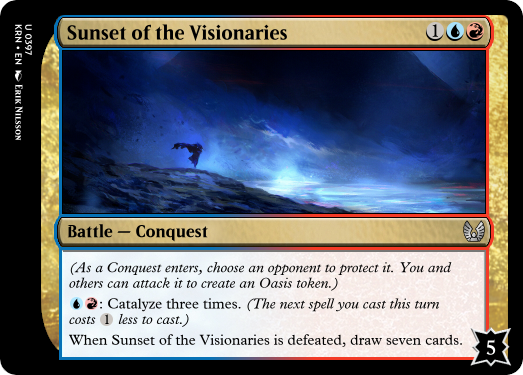 Sunset of the Visionaries 1
Battle — Conquest
(As a Conquest enters, choose an opponent to protect it. You and
others can attack it to create an Oasis token.)
: Catalyze three times. (The next spell you cast this turn
costs 1 less to cast.)
When Sunset of the Visionaries is defeated, draw seven cards.
5
U 0397
KRN • EN Erik Nilsson